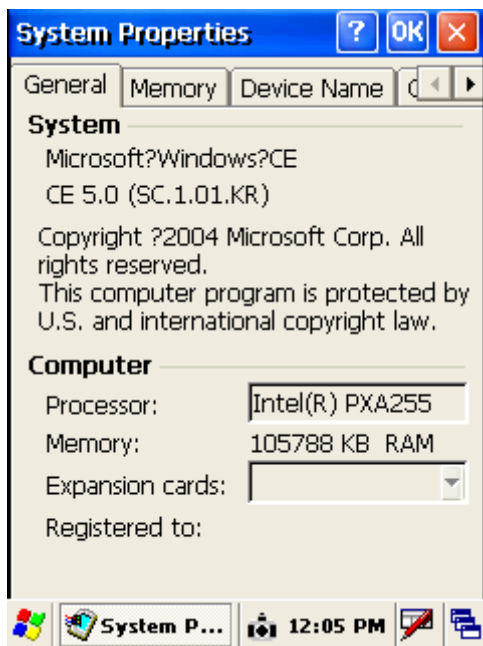 System Properties ? OK
General Memory Device Name
System
Microsoft?Windows?CE
CE 5.0 (SC.1.01.KR)
Copyright ?2004 Microsoft Corp. All
rights reserved.
This computer program is protected by
U.S. and international copyright law.
Computer
Processor: Intel(R) PXA255
Memory: 105788 KB RAM
Expansion cards:
Registered to:
System P... 12:05 PM